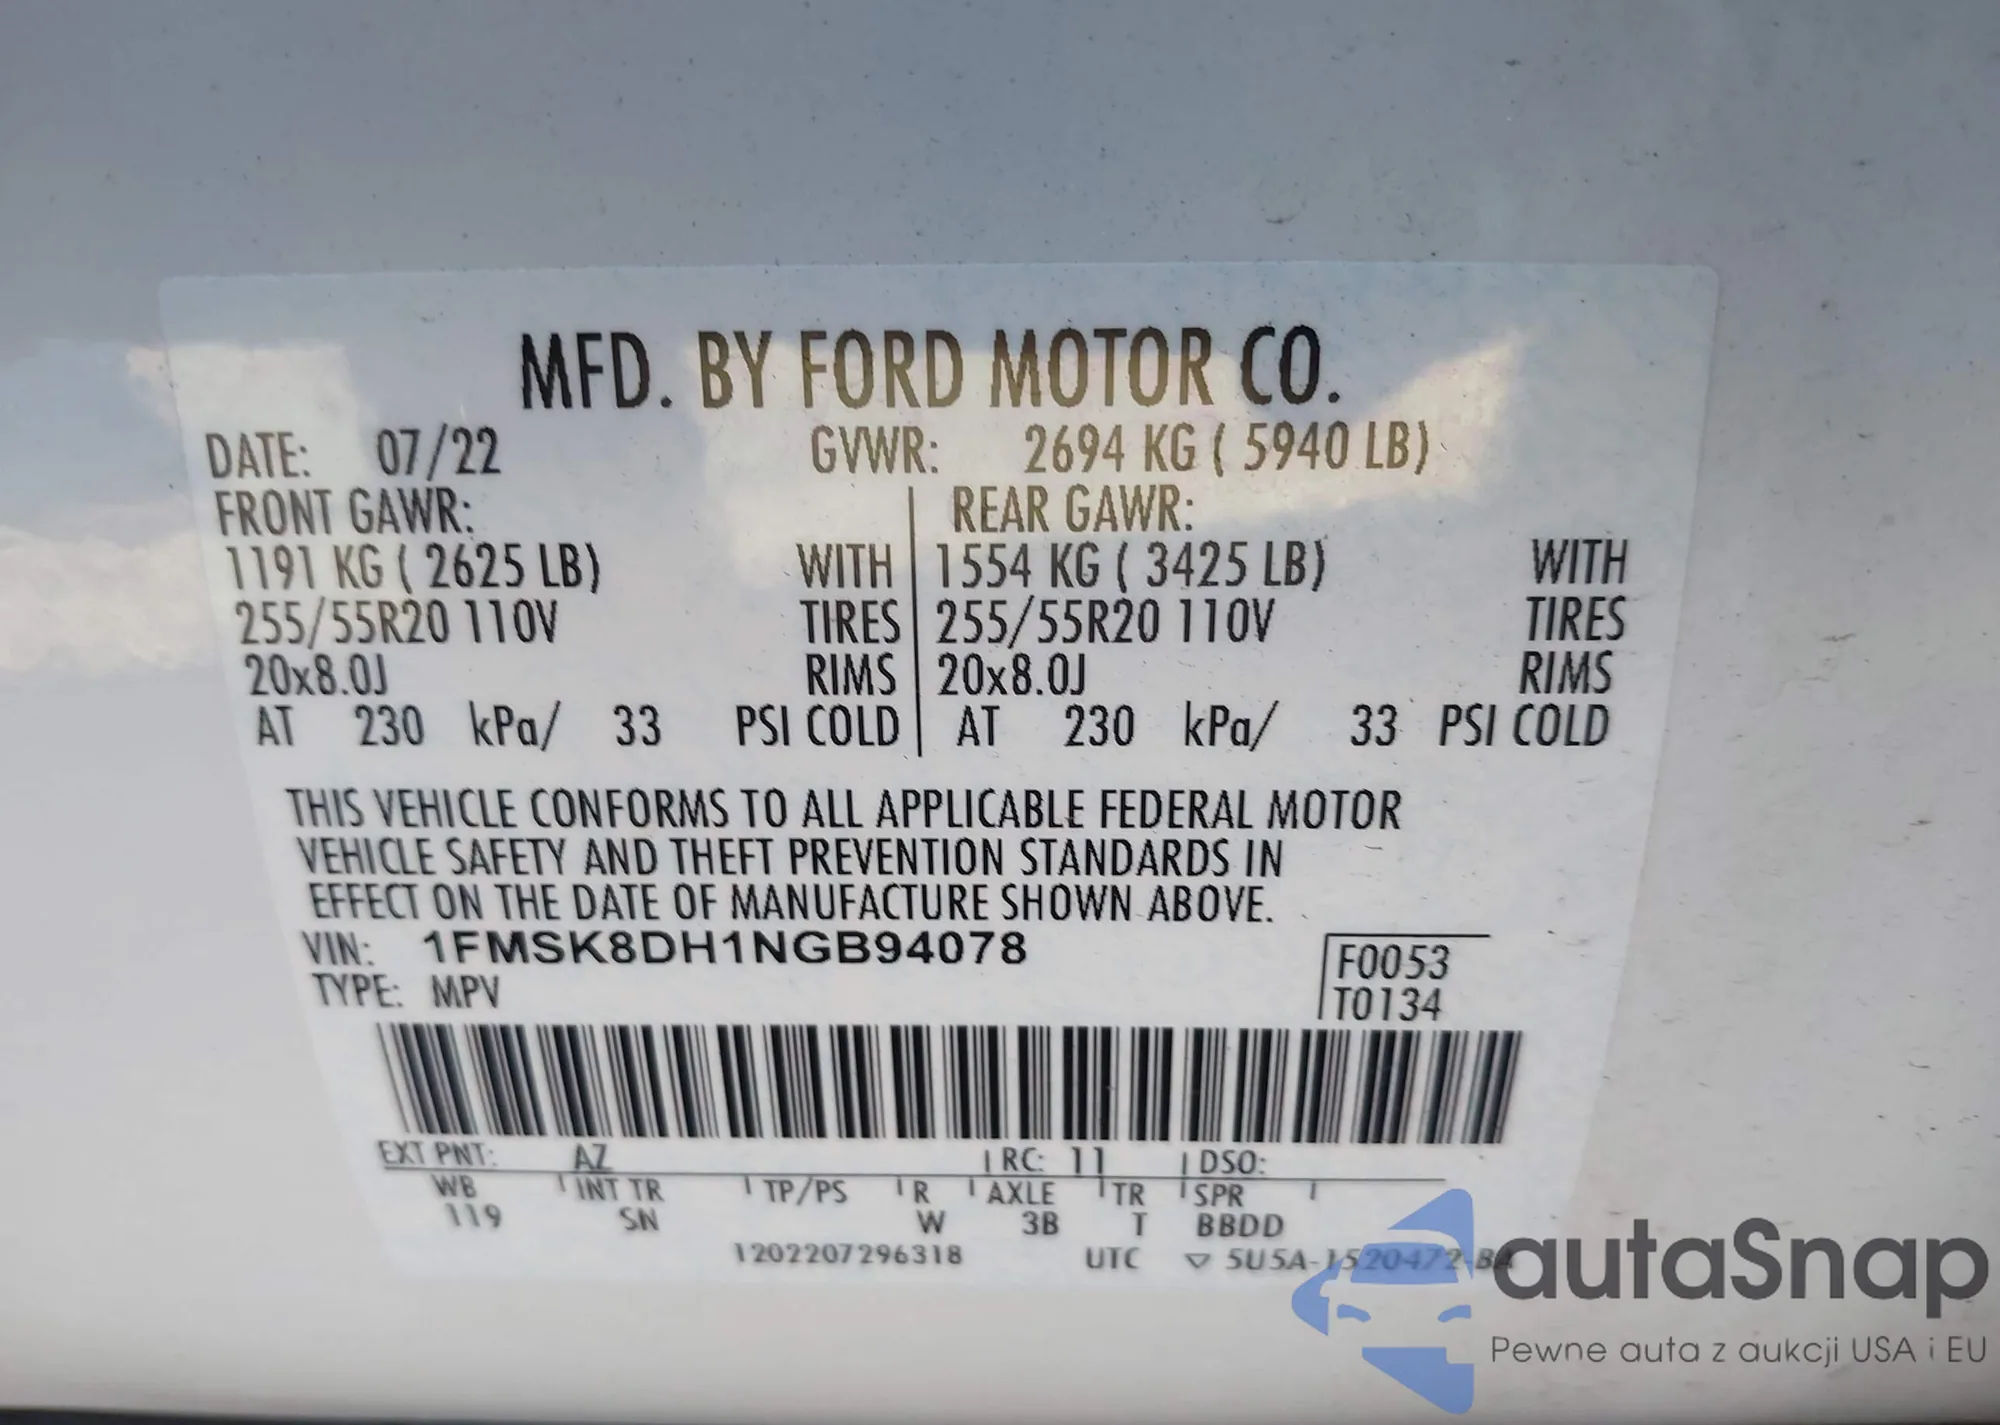 MFD. BY FORD MOTOR CO.
DATE: 07/22 GVWR: 2694 KG ( 5940 LB)
FRONT GAWR: REAR GAWR:
1191 KG ( 2625 LB) WITH 1554 KG ( 3425 LB) WITH
255/55R20 110V TIRES 255/55R20 110V TIRES
20x8.0J RIMS 20x8.0J RIMS
AT 230 kPa/ 33 PSI COLD AT 230 kPa/ 33 PSI COLD
THIS VEHICLE CONFORMS TO ALL APPLICABLE FEDERAL MOTOR
VEHICLE SAFETY AND THEFT PREVENTION STANDARDS IN
EFFECT ON THE DATE OF MANUFACTURE SHOWN ABOVE.
VIN: 1FMSK8DH1NGB94078
F0053
TYPE: MPV
T0134
EXT PNT: AZ RC: 11 DSO:
WB INT TR TP/PS R AXLE TR SPR
119 SN W 3B T BBDD
1202207296318 UTC ▽ 5U5A-1520472-BA
autaSnap
Pewne auta z aukcji USA i EU